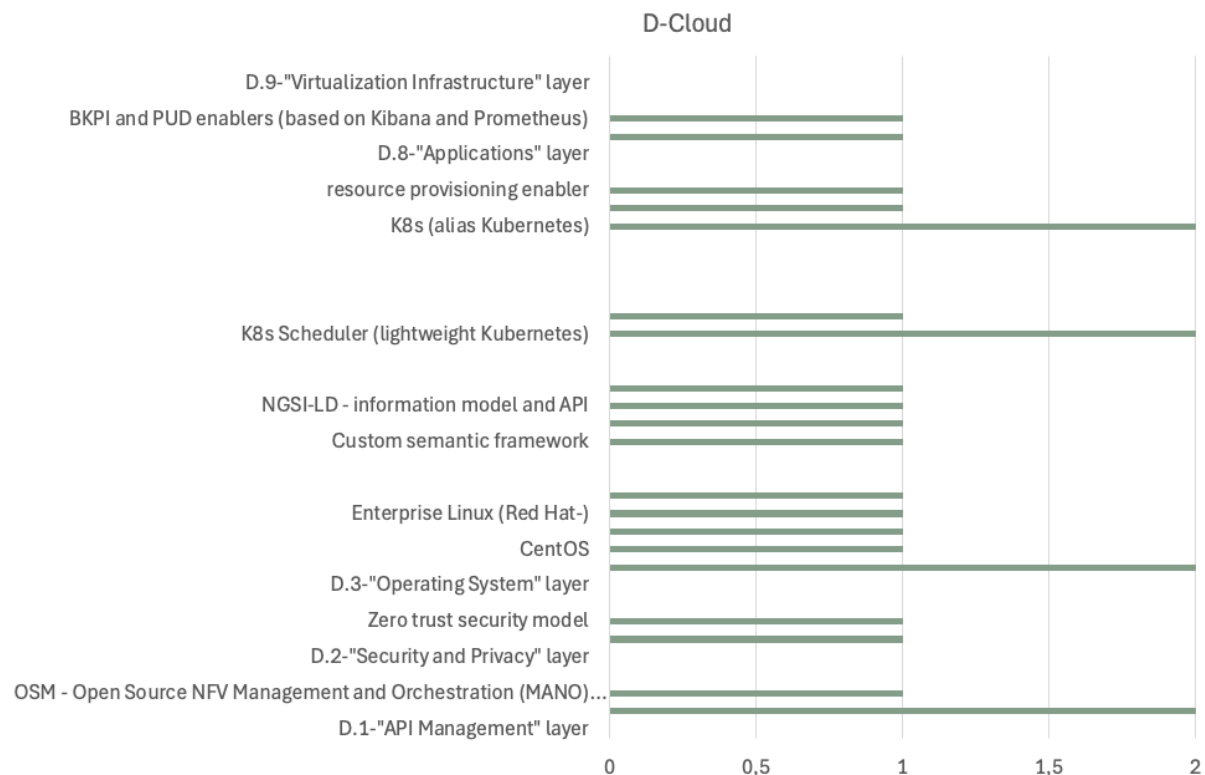 D-Cloud
D.9-"Virtualization Infrastructure" layer
BKPI and PUD enablers (based on Kibana and Prometheus)
D.8-"Applications" layer
resource provisioning enabler
K8s (alias Kubernetes)
K8s Scheduler (lightweight Kubernetes)
NGSI-LD - information model and API
Custom semantic framework
Enterprise Linux (Red Hat-)
CentOS
D.3-"Operating System" layer
Zero trust security model
D.2-"Security and Privacy" layer
OSM - Open Source NFV Management and Orchestration (MANO)...
D.1-"API Management" layer
0 0,5 1 1,5 2